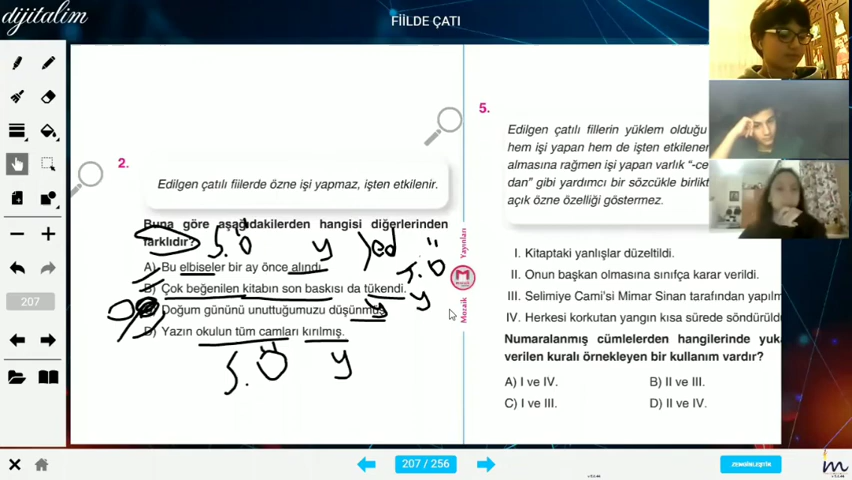 dijitalim
FİİLDE ÇATI
2.
Edilgen çatılı fiilerde özne işi yapmaz, işten etkilenir.
Buna göre aşağıdakilerden hangisi diğerlerinden
farklıdır?
A) Bu elbiseler bir ay önce alındı.
B) Çok beğenilen kitabın son baskısı da tükendi.
Doğum gününü unuttuğumuzu düşünmüş.
D) Yazın okulun tüm camları kırılmış.
S.Ö
y
S.Ö
y
y
S.Ö
y
Mozaik Yayınları
5.
Edilgen çatılı fillerin yüklem olduğu
hem işi yapan hem de işten etkilener
almasına rağmen işi yapan varlık “-ce
dan” gibi yardımcı bir sözcükle birlikt
açık özne özelliği göstermez.
I. Kitaptaki yanlışlar düzeltildi.
II. Onun başkan olmasına sınıfça karar verildi.
III. Selimiye Cami'si Mimar Sinan tarafından yapılm
IV. Herkesi korkutan yangın kısa sürede söndürüld
Numaralanmış cümlelerden hangilerinde yuka
verilen kuralı örnekleyen bir kullanım vardır?
A) I ve IV.
B) II ve III.
C) I ve III.
D) II ve IV.
207
207 / 256
ZENGİNLEŞTİR
m